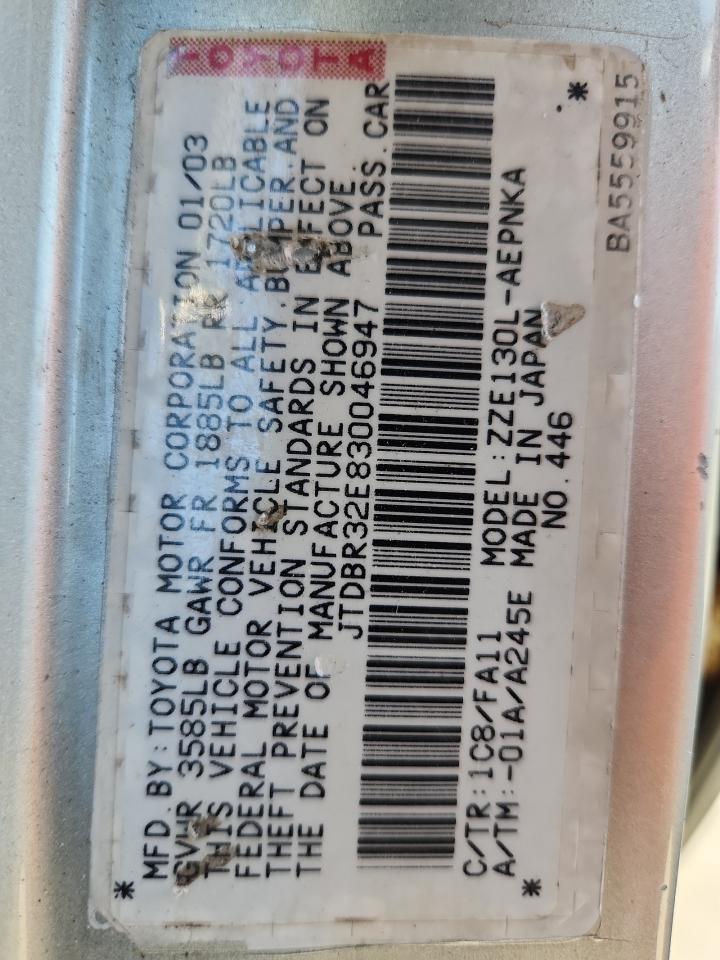 TOYOTA
MFD.BY:TOYOTA MOTOR CORPORATION 01/03
GVWR 3585LB GAWR FR 1885LB RR 1720LB
THIS VEHICLE CONFORMS TO ALL APPLICABLE
FEDERAL MOTOR VEHICLE SAFETY,BUMPER,AND
THEFT PREVENTION STANDARDS IN EFFECT ON
THE DATE OF MANUFACTURE SHOWN ABOVE.
JTDBR32E830046947 PASS.CAR
C/TR:1C8/FA11 MODEL:ZZE130L-AEPNKA
A/TM:-01A/A245E MADE IN JAPAN
NO.446
* *
* BA5559915